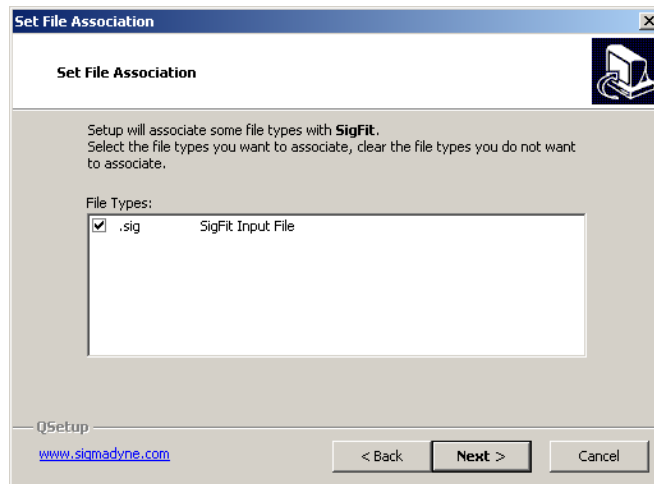 Set File Association
Set File Association
Setup will associate some file types with SigFit.
Select the file types you want to associate, clear the file types you do not want
to associate.
File Types:
.sig SigFit Input File
QSetup
www.sigmadyne.com
< Back Next > Cancel